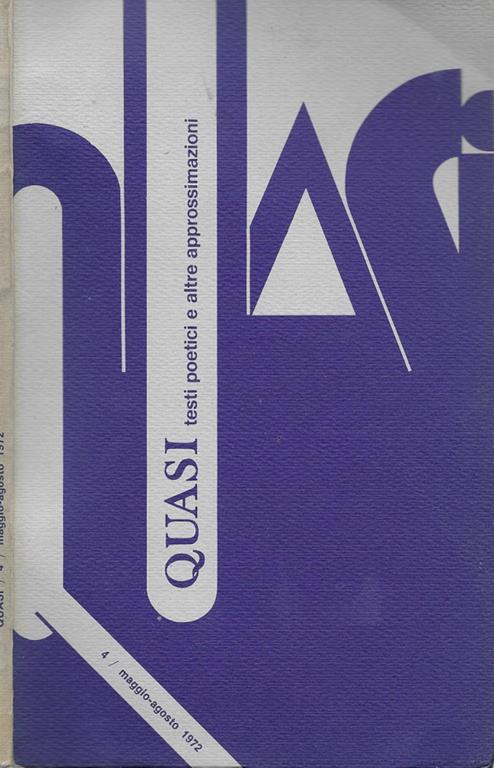 QUASI testi poetici e altre approssimazioni
4 / maggio-agosto 1972
QUASI / 4 / maggio-agosto 1972